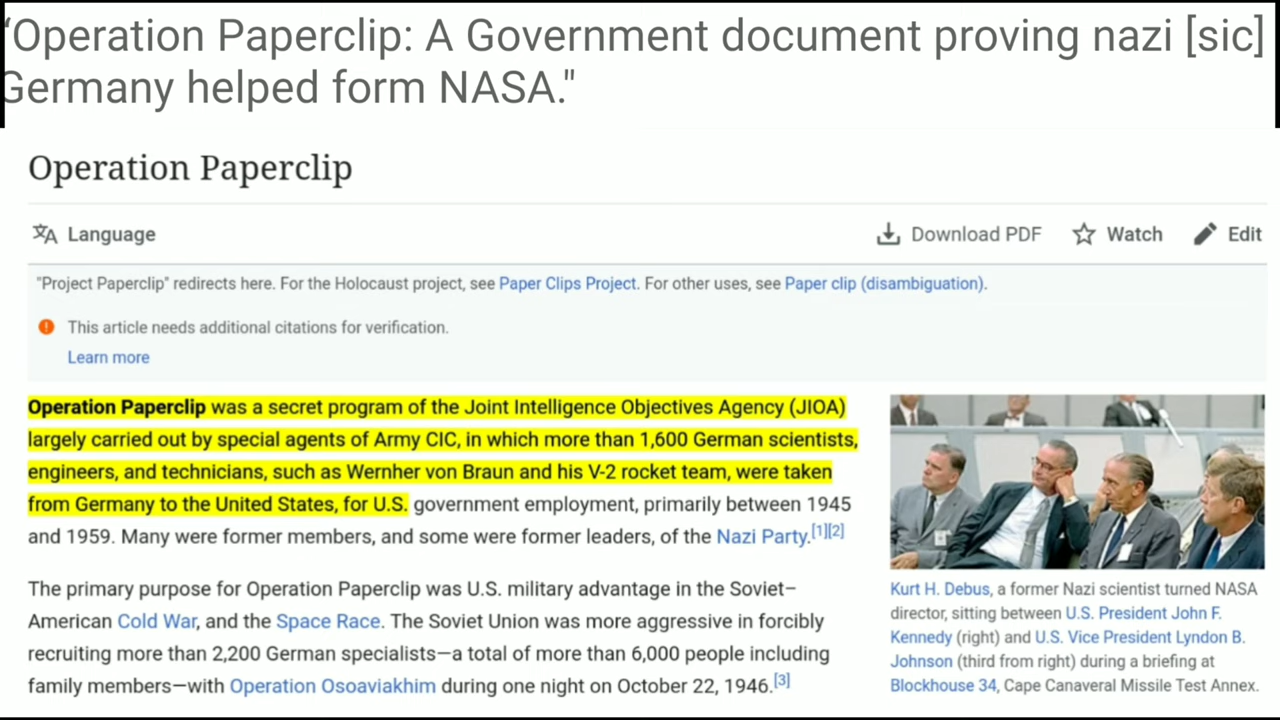 “Operation Paperclip: A Government document proving nazi [sic]
Germany helped form NASA."
Operation Paperclip
Language
Download PDF
Watch
Edit
"Project Paperclip" redirects here. For the Holocaust project, see Paper Clips Project. For other uses, see Paper clip (disambiguation).
This article needs additional citations for verification.
Learn more
Operation Paperclip was a secret program of the Joint Intelligence Objectives Agency (JIOA)
largely carried out by special agents of Army CIC, in which more than 1,600 German scientists,
engineers, and technicians, such as Wernher von Braun and his V-2 rocket team, were taken
from Germany to the United States, for U.S. government employment, primarily between 1945
and 1959. Many were former members, and some were former leaders, of the Nazi Party.[1][2]
The primary purpose for Operation Paperclip was U.S. military advantage in the Soviet–
American Cold War, and the Space Race. The Soviet Union was more aggressive in forcibly
recruiting more than 2,200 German specialists—a total of more than 6,000 people including
family members—with Operation Osoaviakhim during one night on October 22, 1946.[3]
Kurt H. Debus, a former Nazi scientist turned NASA
director, sitting between U.S. President John F.
Kennedy (right) and U.S. Vice President Lyndon B.
Johnson (third from right) during a briefing at
Blockhouse 34, Cape Canaveral Missile Test Annex.